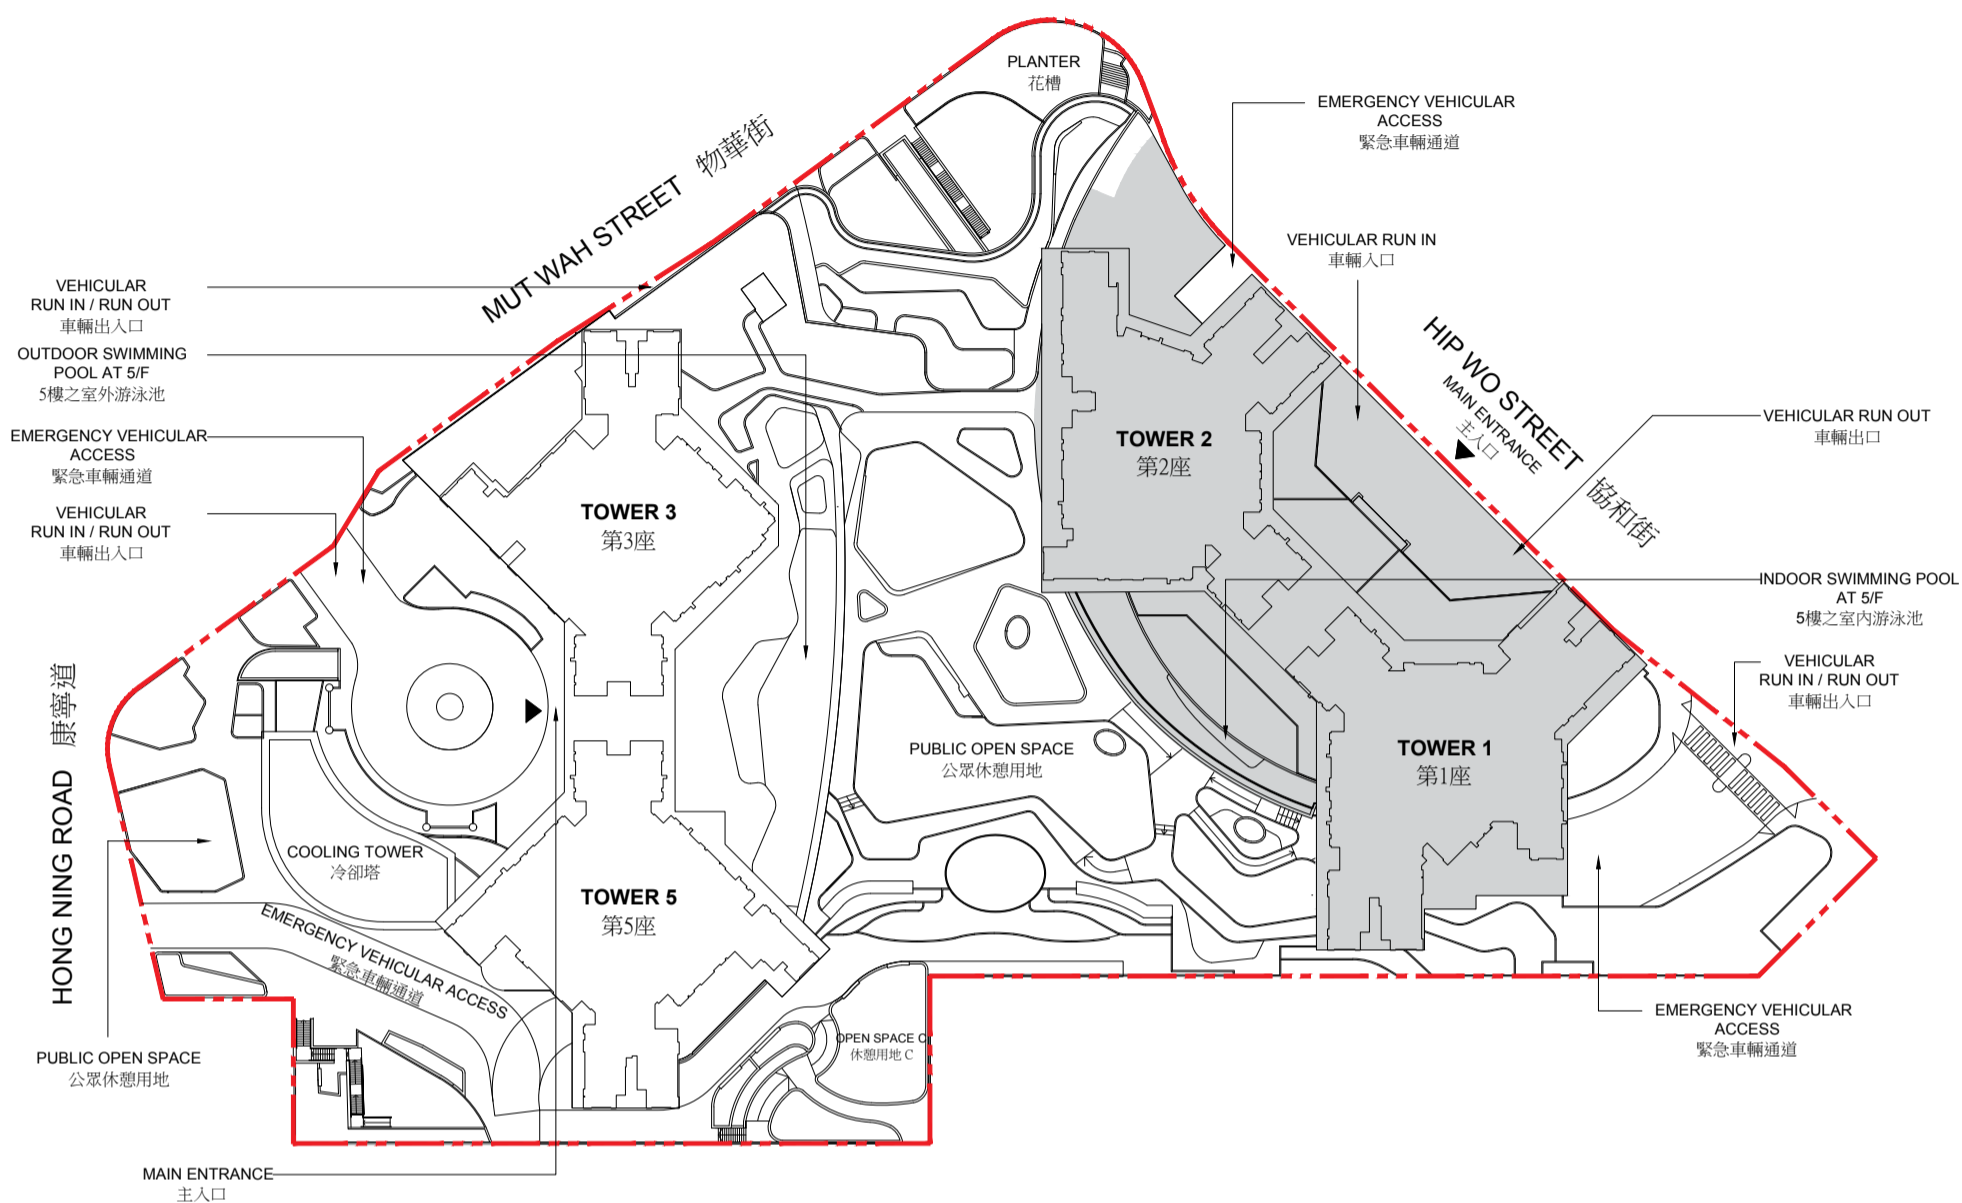 PLANTER
花槽
EMERGENCY VEHICULAR
ACCESS
緊急車輛通道
MUT WAH STREET 物華街
VEHICULAR RUN IN
車輛入口
VEHICULAR
RUN IN / RUN OUT
車輛出入口
OUTDOOR SWIMMING
POOL AT 5/F
5樓之室外游泳池
HIP WO STREET 協和街
MAIN ENTRANCE
主入口
VEHICULAR RUN OUT
車輛出口
EMERGENCY VEHICULAR
ACCESS
緊急車輛通道
TOWER 2
第2座
TOWER 3
第3座
VEHICULAR
RUN IN / RUN OUT
車輛出入口
INDOOR SWIMMING POOL
AT 5/F
5樓之室內游泳池
VEHICULAR
RUN IN / RUN OUT
車輛出入口
HONG NING ROAD 康寧道
PUBLIC OPEN SPACE
公眾休憩用地
TOWER 1
第1座
COOLING TOWER
冷卻塔
TOWER 5
第5座
EMERGENCY VEHICULAR ACCESS
緊急車輛通道
PUBLIC OPEN SPACE
公眾休憩用地
OPEN SPACE C
休憩用地 C
EMERGENCY VEHICULAR
ACCESS
緊急車輛通道
MAIN ENTRANCE
主入口